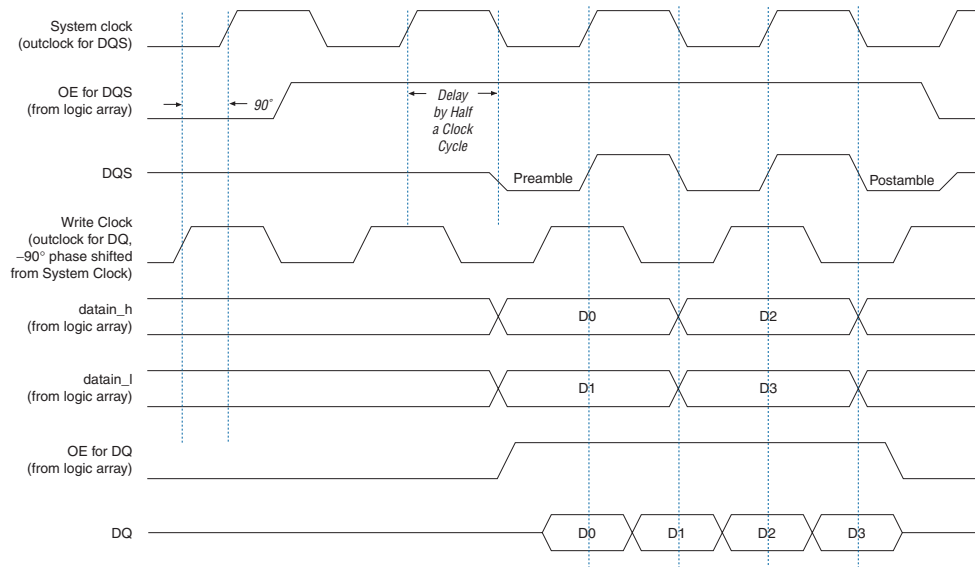 System clock
(outclock for DQS)
OE for DQS
(from logic array)
90˚
Delay
by Half
a Clock
Cycle
DQS
Preamble
Postamble
Write Clock
(outclock for DQ,
−90° phase shifted
from System Clock)
datain_h
(from logic array)
D0
D2
datain_l
(from logic array)
D1
D3
OE for DQ
(from logic array)
DQ
D0
D1
D2
D3